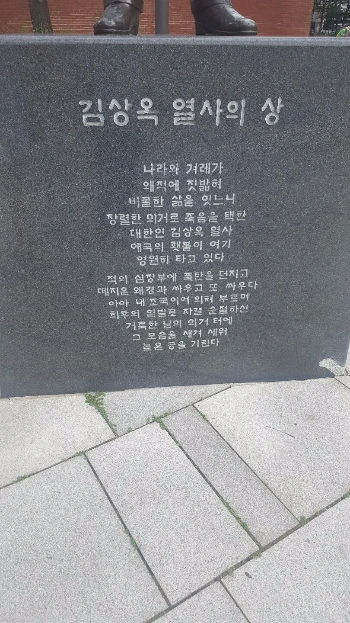 김상옥 열사의 상
나라와 겨레가
왜적에 짓밟혀
비롯한 삶을 잇느니
장렬한 의거로 죽음을 택한
대한인 김상옥 열사
애국의 횃불이 여기
영원히 타고 있다
적의 심장부에 폭탄을 던지고
떼지은 왜경과 싸우고 또 싸우다
아아 내 조국이여 외쳐 부르며
최후의 일발로 자결 순절하신
거룩한 님의 의거 터에
그 모습을 새겨 세워
높은 뜻을 기린다